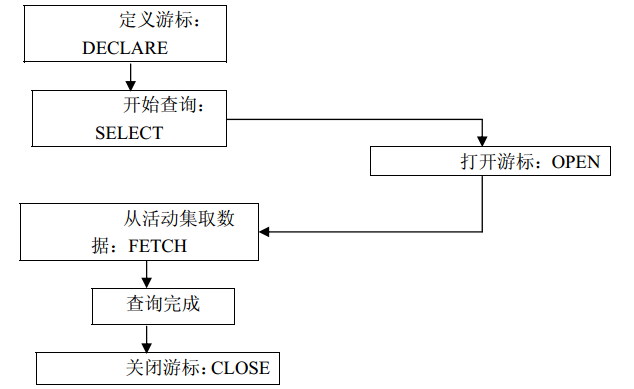 定义游标：
DECLARE
开始查询：
SELECT
打开游标：OPEN
从活动集取数
据：FETCH
查询完成
关闭游标：CLOSE